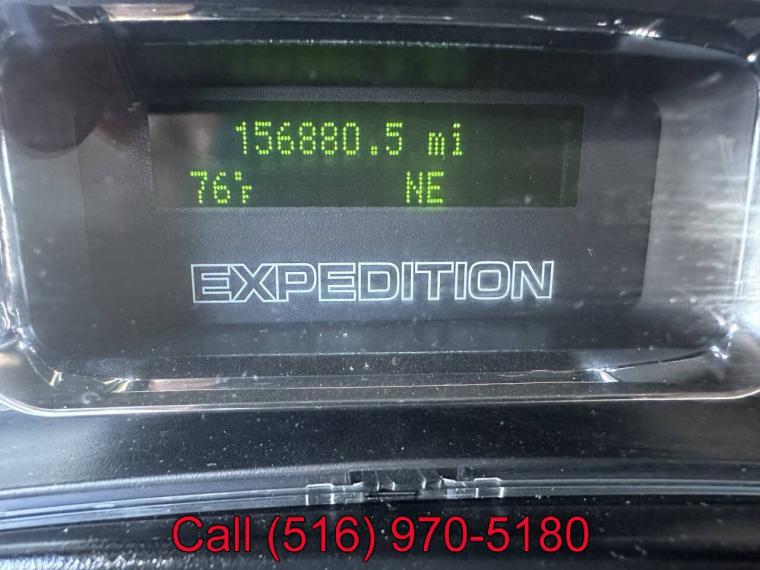 156880.5 mi
76°F NE
EXPEDITION
Call (516) 970-5180